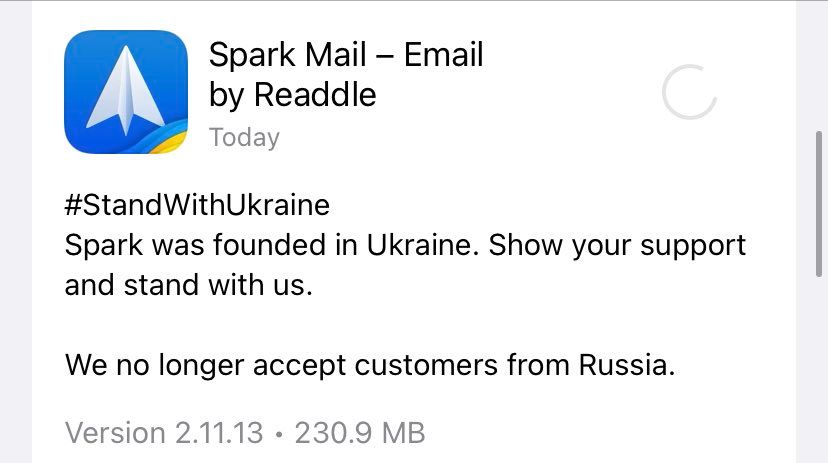 Spark Mail – Email
by Readdle
Today
#StandWithUkraine
Spark was founded in Ukraine. Show your support
and stand with us.
We no longer accept customers from Russia.
Version 2.11.13 • 230.9 MB